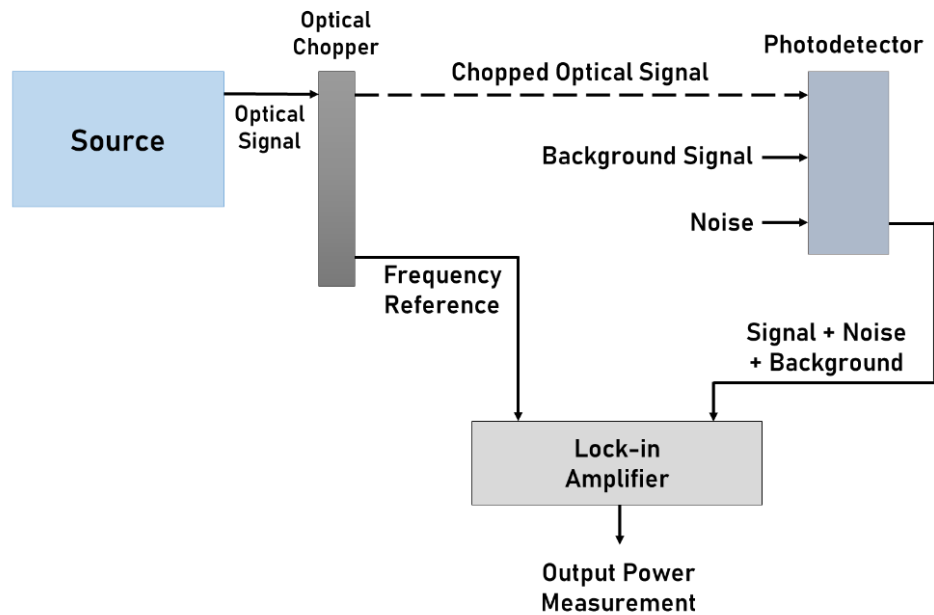 Optical
Chopper
Photodetector
Chopped Optical Signal
Source
Optical
Signal
Background Signal
Noise
Frequency
Reference
Signal + Noise
+ Background
Lock-in
Amplifier
Output Power
Measurement